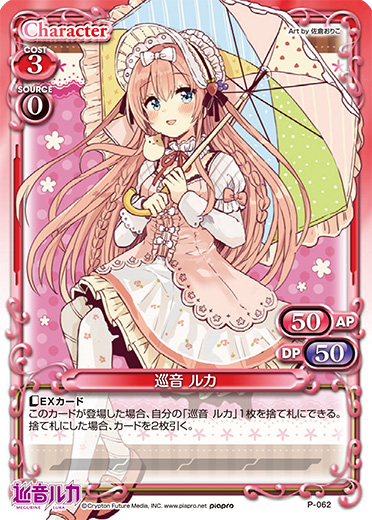 Character
Art by 佐倉おりこ
COST
3
SOURCE
0
50 AP
DP 50
巡音 ルカ
EXカード
このカードが登場した場合、自分の「巡音 ルカ」1枚を捨て札にできる。
捨て札にした場合、カードを2枚引く。
巡音ルカ
MEGURINE LUKA
©Crypton Future Media, INC. www.piapro.net piapro
P-062